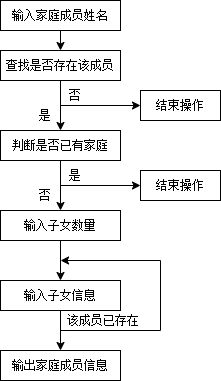 输入家庭成员姓名
查找是否存在该成员
否
结束操作
是
判断是否已有家庭
是
结束操作
否
输入子女数量
输入子女信息
该成员已存在
输出家庭成员信息